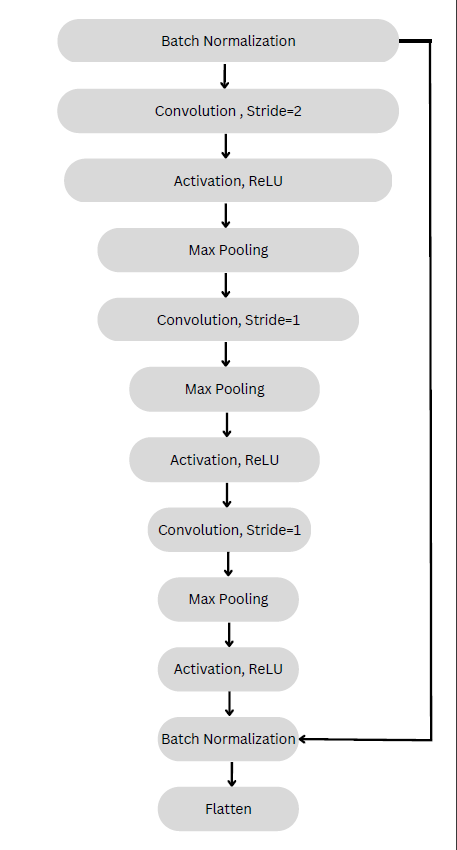 Batch Normalization
Convolution , Stride=2
Activation, ReLU
Max Pooling
Convolution, Stride=1
Max Pooling
Activation, ReLU
Convolution, Stride=1
Max Pooling
Activation, ReLU
Batch Normalization
Flatten